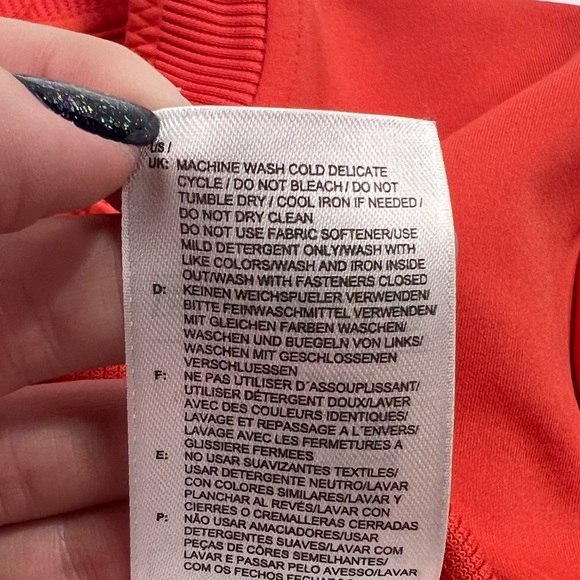 US /
UK: MACHINE WASH COLD DELICATE
CYCLE / DO NOT BLEACH / DO NOT
TUMBLE DRY / COOL IRON IF NEEDED /
DO NOT DRY CLEAN
DO NOT USE FABRIC SOFTENER/USE
MILD DETERGENT ONLY/WASH WITH
LIKE COLORS/WASH AND IRON INSIDE
OUT/WASH WITH FASTENERS CLOSED
D: KEINEN WEICHSPUELER VERWENDEN/
BITTE FEINWASCHMITTEL VERWENDEN/
MIT GLEICHEN FARBEN WASCHEN/
WASCHEN UND BUEGELN VON LINKS/
WASCHEN MIT GESCHLOSSENEN
VERSCHLUESSEN
F: NE PAS UTILISER D´ASSOUPLISSANT/
UTILISER DÉTERGENT DOUX/LAVER
AVEC DES COULEURS IDENTIQUES/
LAVAGE ET REPASSAGE A L'ENVERS/
LAVAGE AVEC LES FERMETURES A
GLISSIERE FERMEES
E: NO USAR SUAVIZANTES TEXTILES/
USAR DETERGENTE NEUTRO/LAVAR
CON COLORES SIMILARES/LAVAR Y
PLANCHAR AL REVÉS/LAVAR CON
CIERRES O CREMALLERAS CERRADAS
P: NÃO USAR AMACIADORES/USAR
DETERGENTES SUAVES/LAVAR COM
PEÇAS DE CÔRES SEMELHANTES/
LAVAR E PASSAR PELO AVESSO/LAVAR
COM OS FECHOS